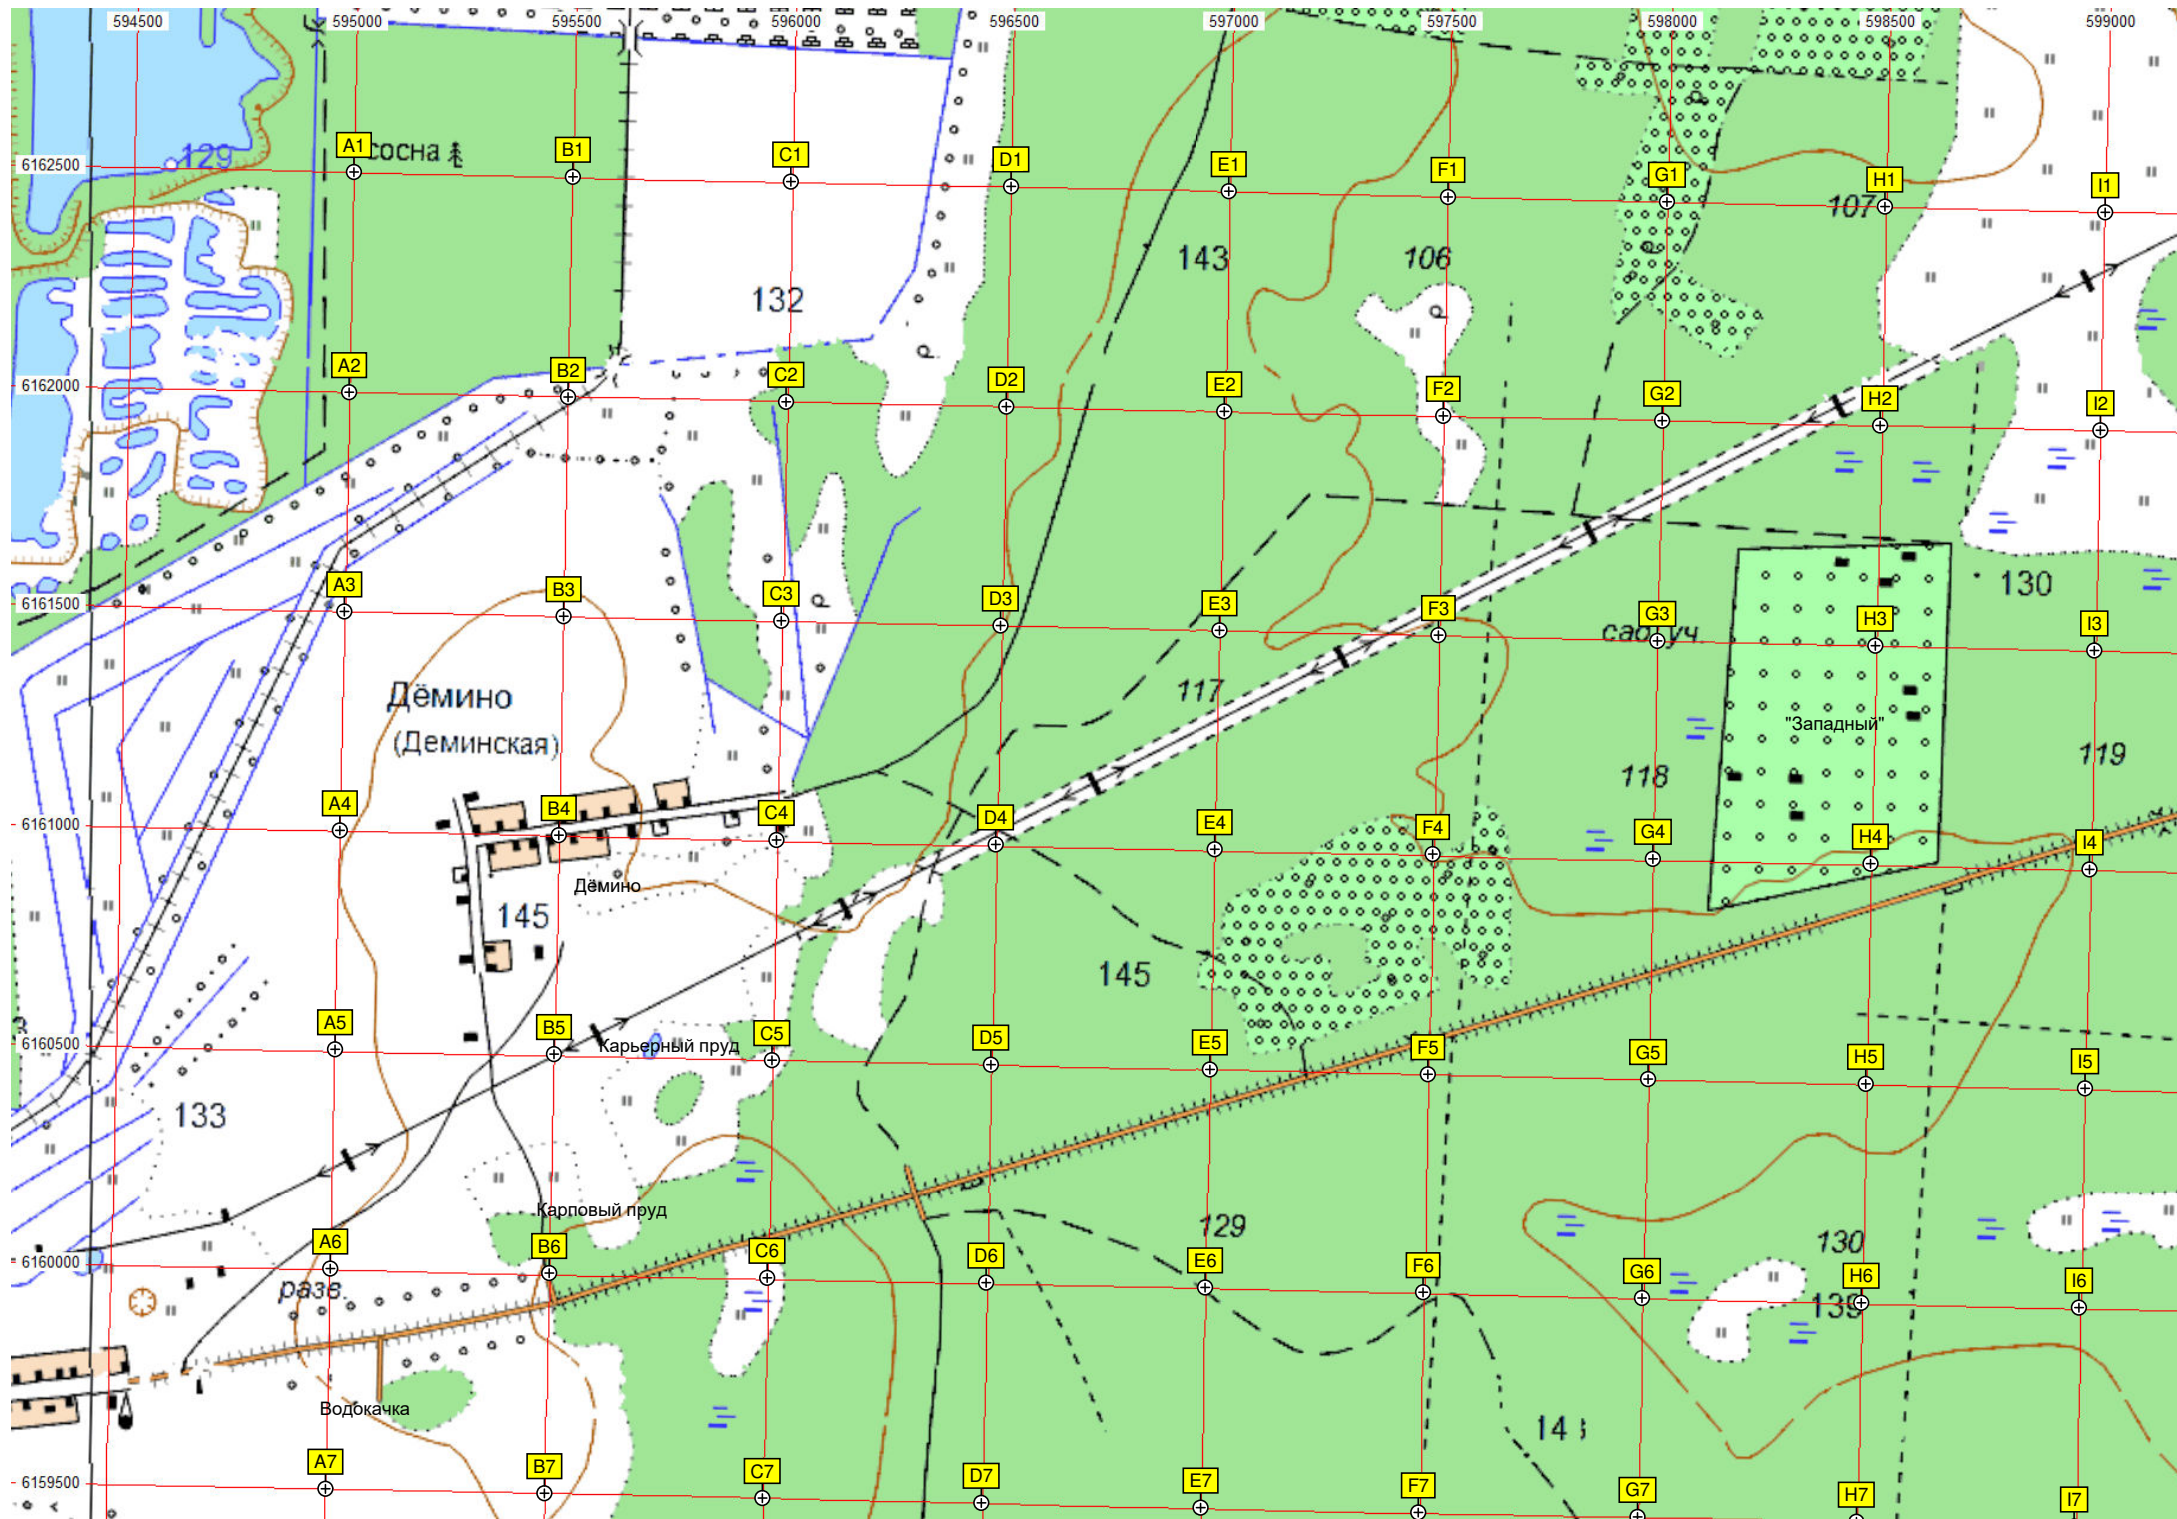 594500 595000 595500 596000 596500 597000 597500 598000 598500 599000
129
сосна
A1 B1 C1 D1 E1 F1 G1 H1 I1
6162500
107
143 106
132
A2 B2 C2 D2 E2 F2 G2 H2 I2
6162000
130
A3 B3 C3 D3 E3 F3 G3 H3 I3
6161500
сад. уч.
Дёмино
117
"Западный"
(Деминская)
118 119
A4 B4 C4 D4 E4 F4 G4 H4 I4
6161000
Дёмино
145
145
A5 B5 C5 D5 E5 F5 G5 H5 I5
6160500
Карьерный пруд
133
Карповый пруд
129
130
A6 B6 C6 D6 E6 F6 G6 H6 I6
6160000
разв.
139
Водокачка
14
A7 B7 C7 D7 E7 F7 G7 H7 I7
6159500